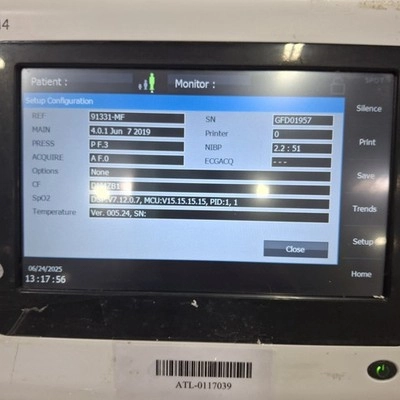 Patient :
Monitor :
Setup Configuration
REF 91331-MF SN GFD01957
MAIN 4.0.1 Jun 7 2019 Printer 0
PRESS P F.3 NIBP 2.2 : 51
ACQUIRE A F.0 ECGACQ - - -
Options None
CF
SpO2 V7.12.0.7, MCU:V15.15.15.15, PID:1, 1
Temperature Ver. 005.24, SN:
Close
Silence
Print
Save
Trends
Setup
Home
06/24/2025
13:17:56
ATL-0117039